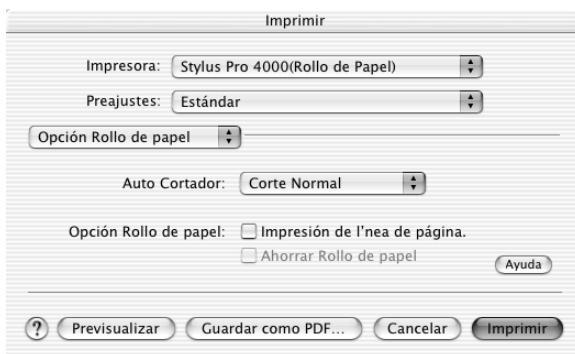 Imprimir
Impresora: Stylus Pro 4000(Rollo de Papel)
Preajustes: Estándar
Opción Rollo de papel
Auto Cortador: Corte Normal
Opción Rollo de papel: Impresión de l'nea de página.
Ahorrar Rollo de papel
Ayuda
? Previsualizar Guardar como PDF... Cancelar Imprimir